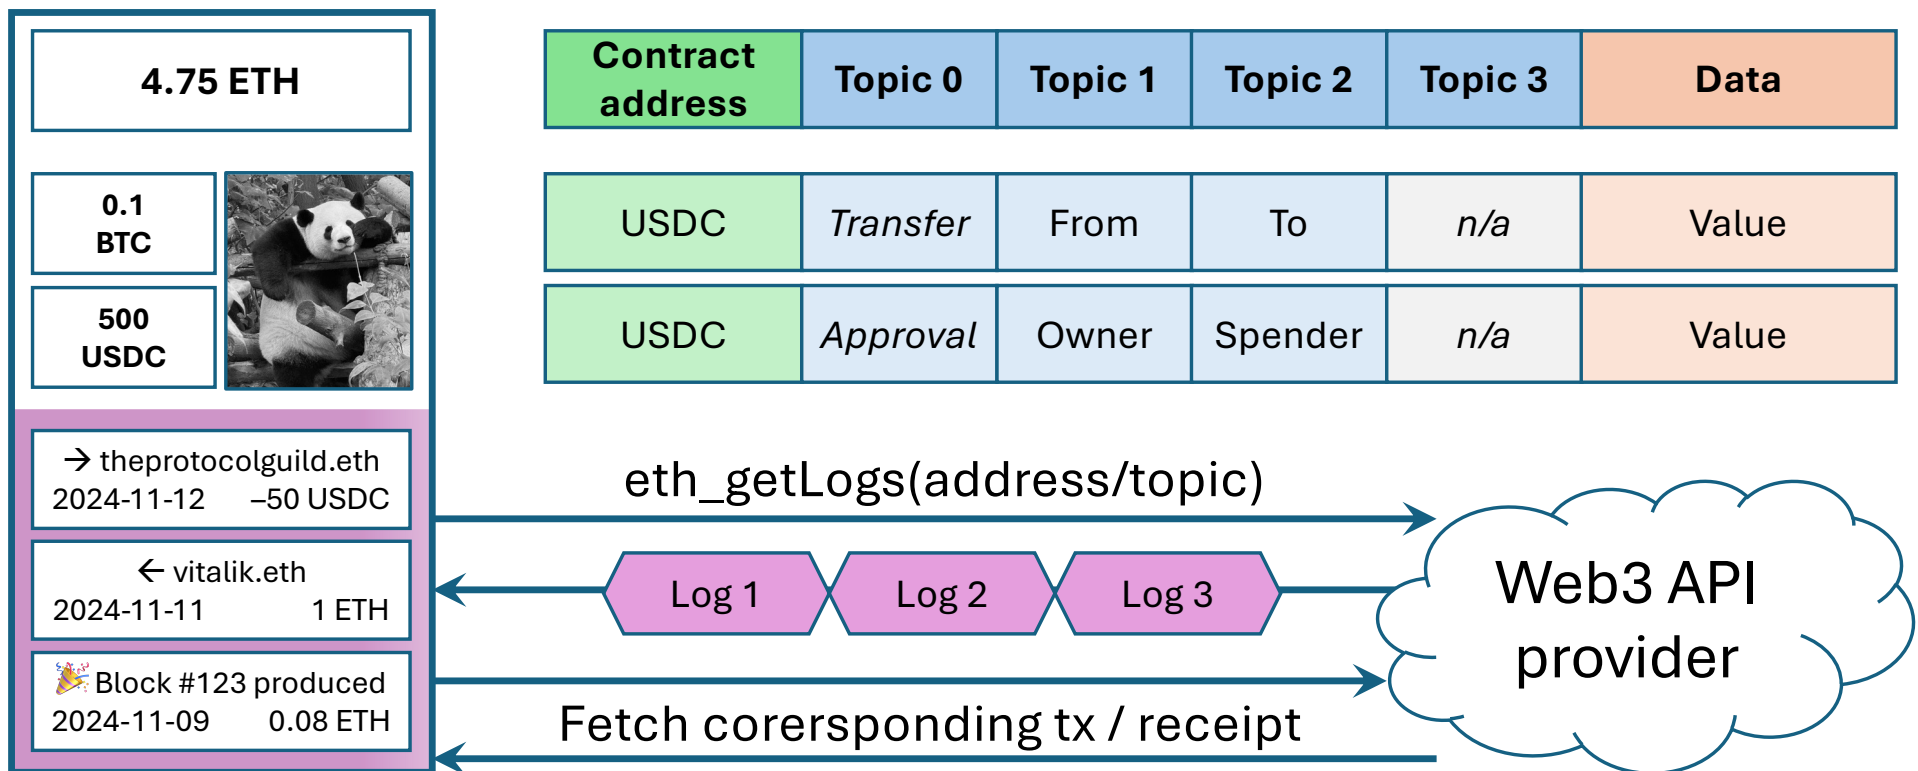 4.75 ETH
0.1
BTC
500
USDC
→ theprotocolguild.eth
2024-11-12 –50 USDC
← vitalik.eth
2024-11-11 1 ETH
🎉 Block #123 produced
2024-11-09 0.08 ETH
Contract
address
Topic 0 Topic 1 Topic 2 Topic 3 Data
USDC Transfer From To n/a Value
USDC Approval Owner Spender n/a Value
eth_getLogs(address/topic)
Log 1 Log 2 Log 3
Fetch corersponding tx / receipt
Web3 API
provider